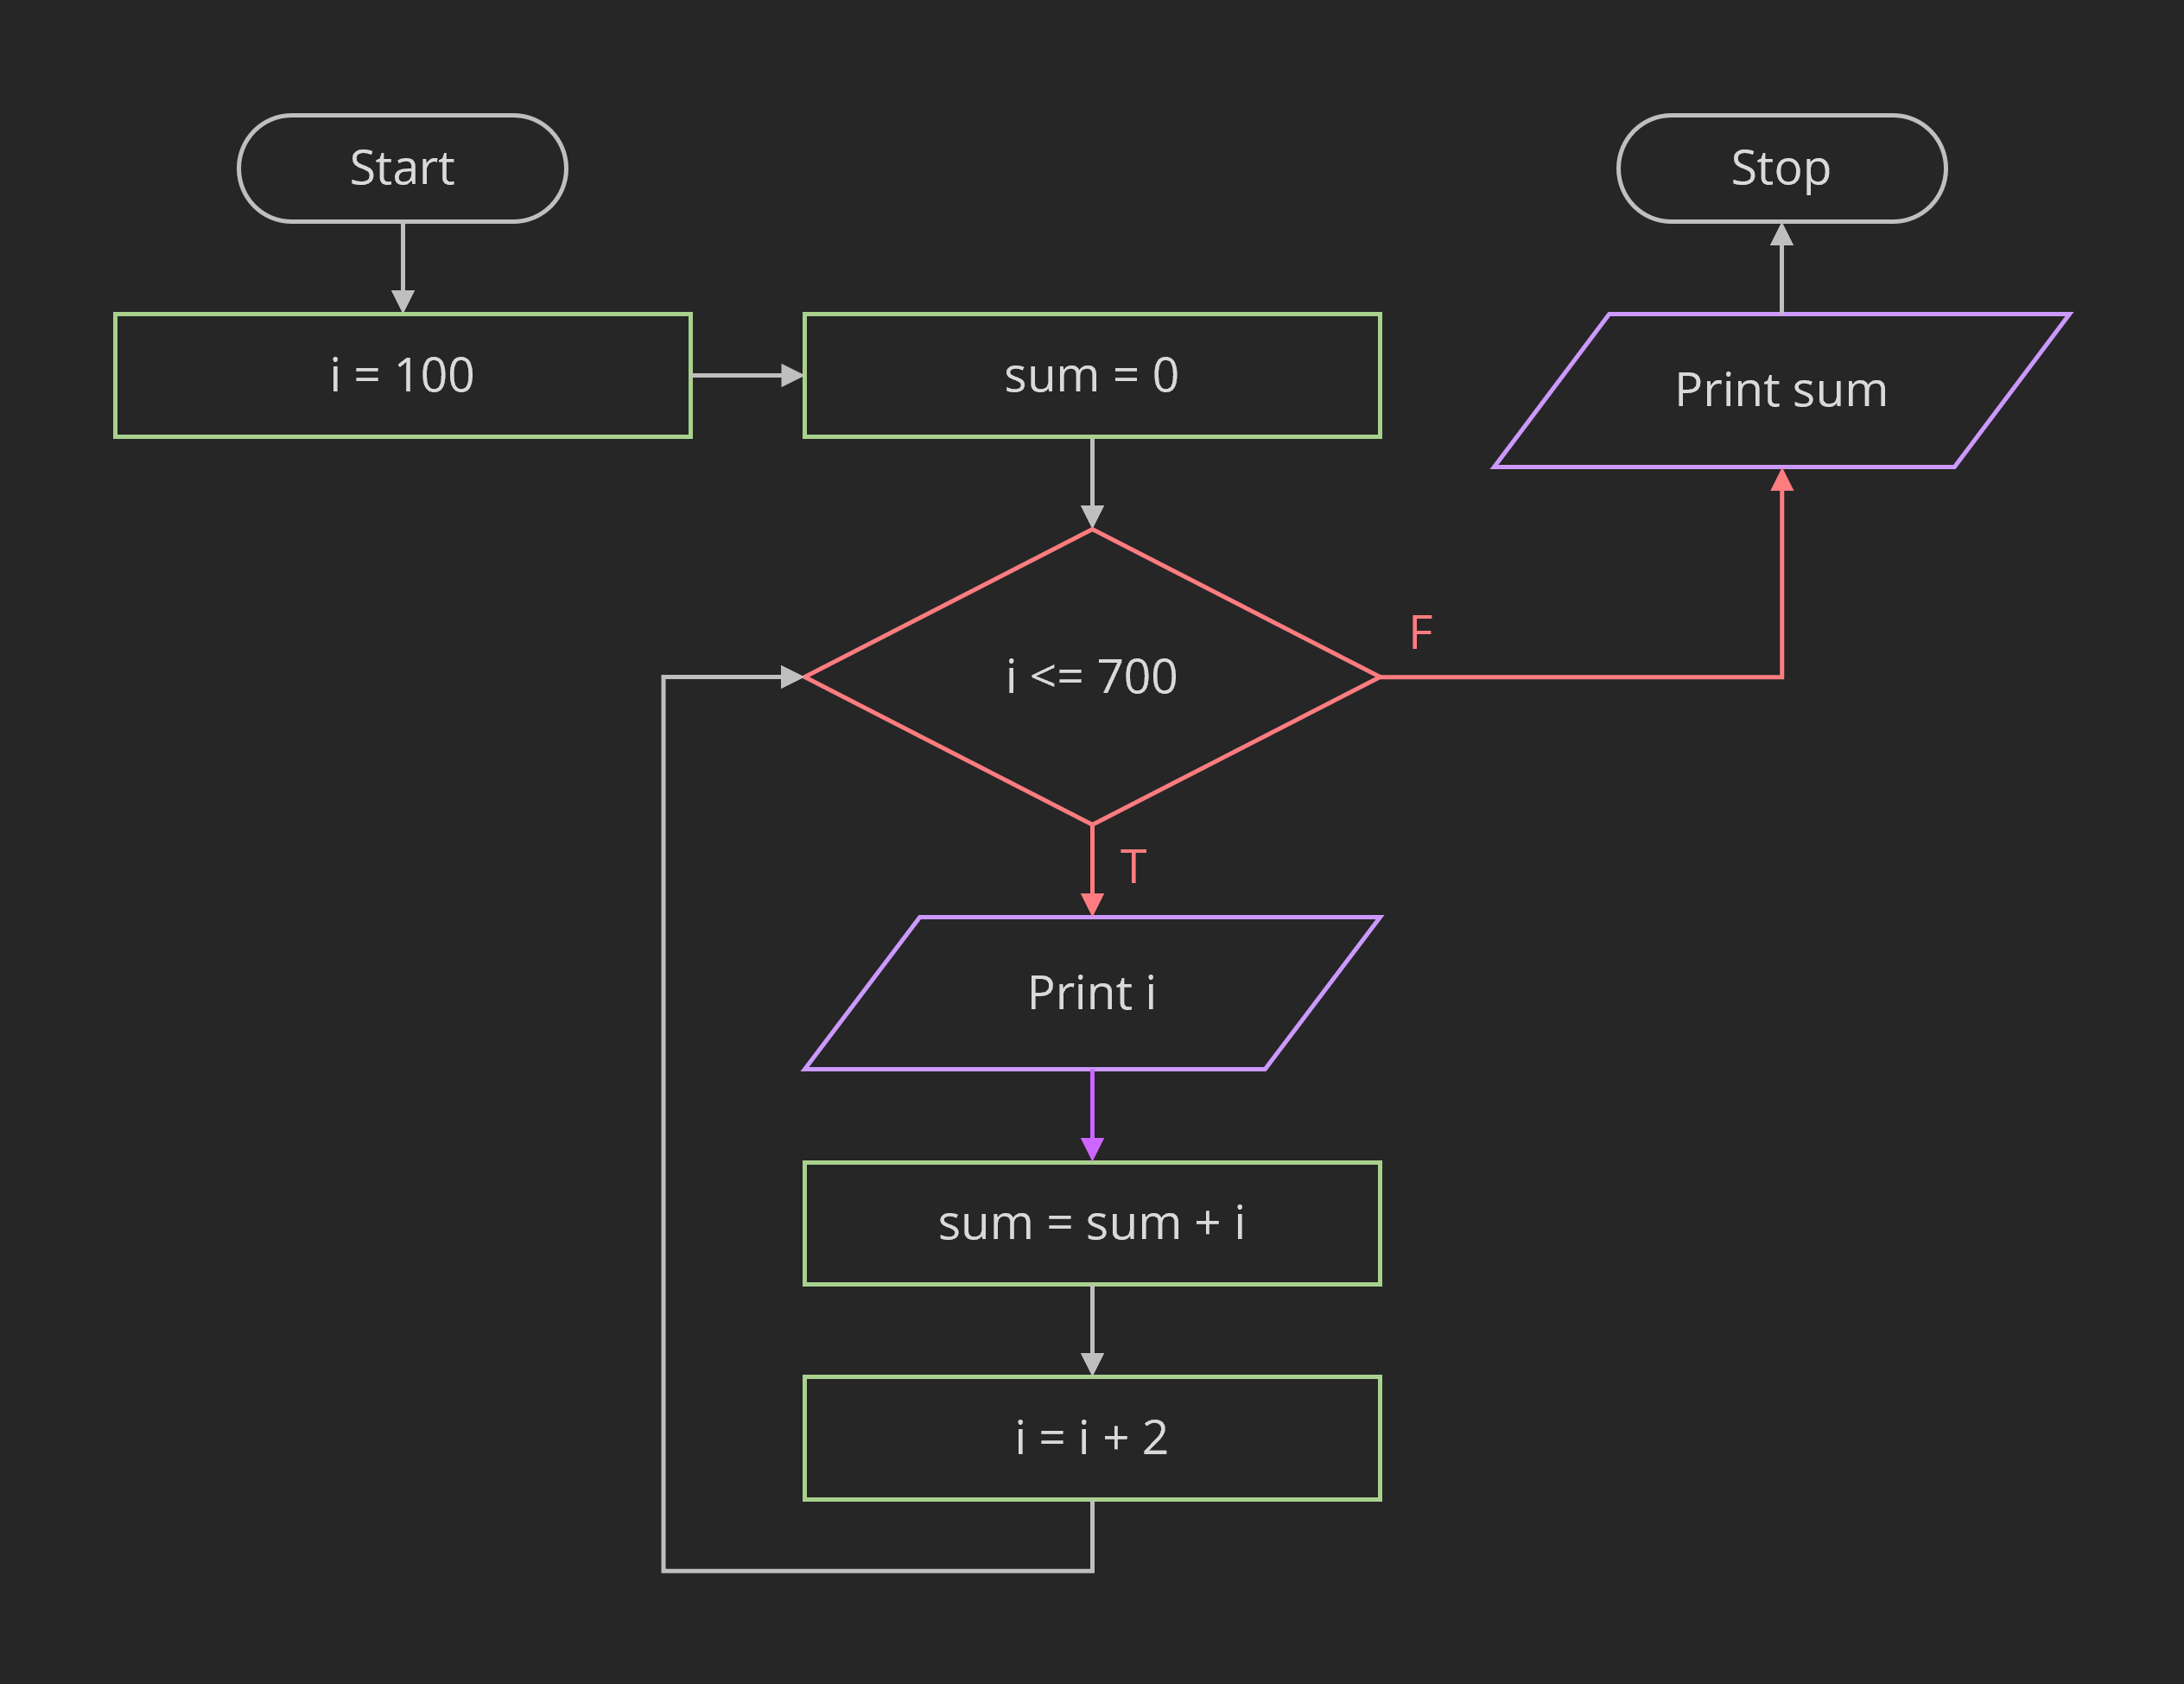 Start
i = 100
sum = 0
i <= 700
T
Print i
sum = sum + i
i = i + 2
F
Print sum
Stop